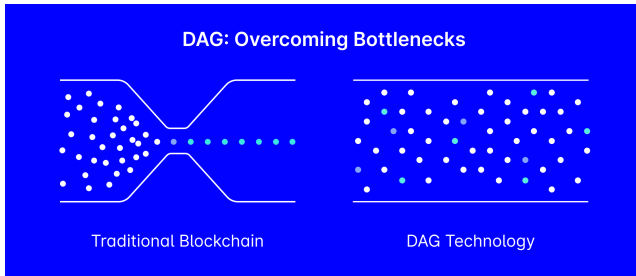 DAG: Overcoming Bottlenecks
Traditional Blockchain
DAG Technology